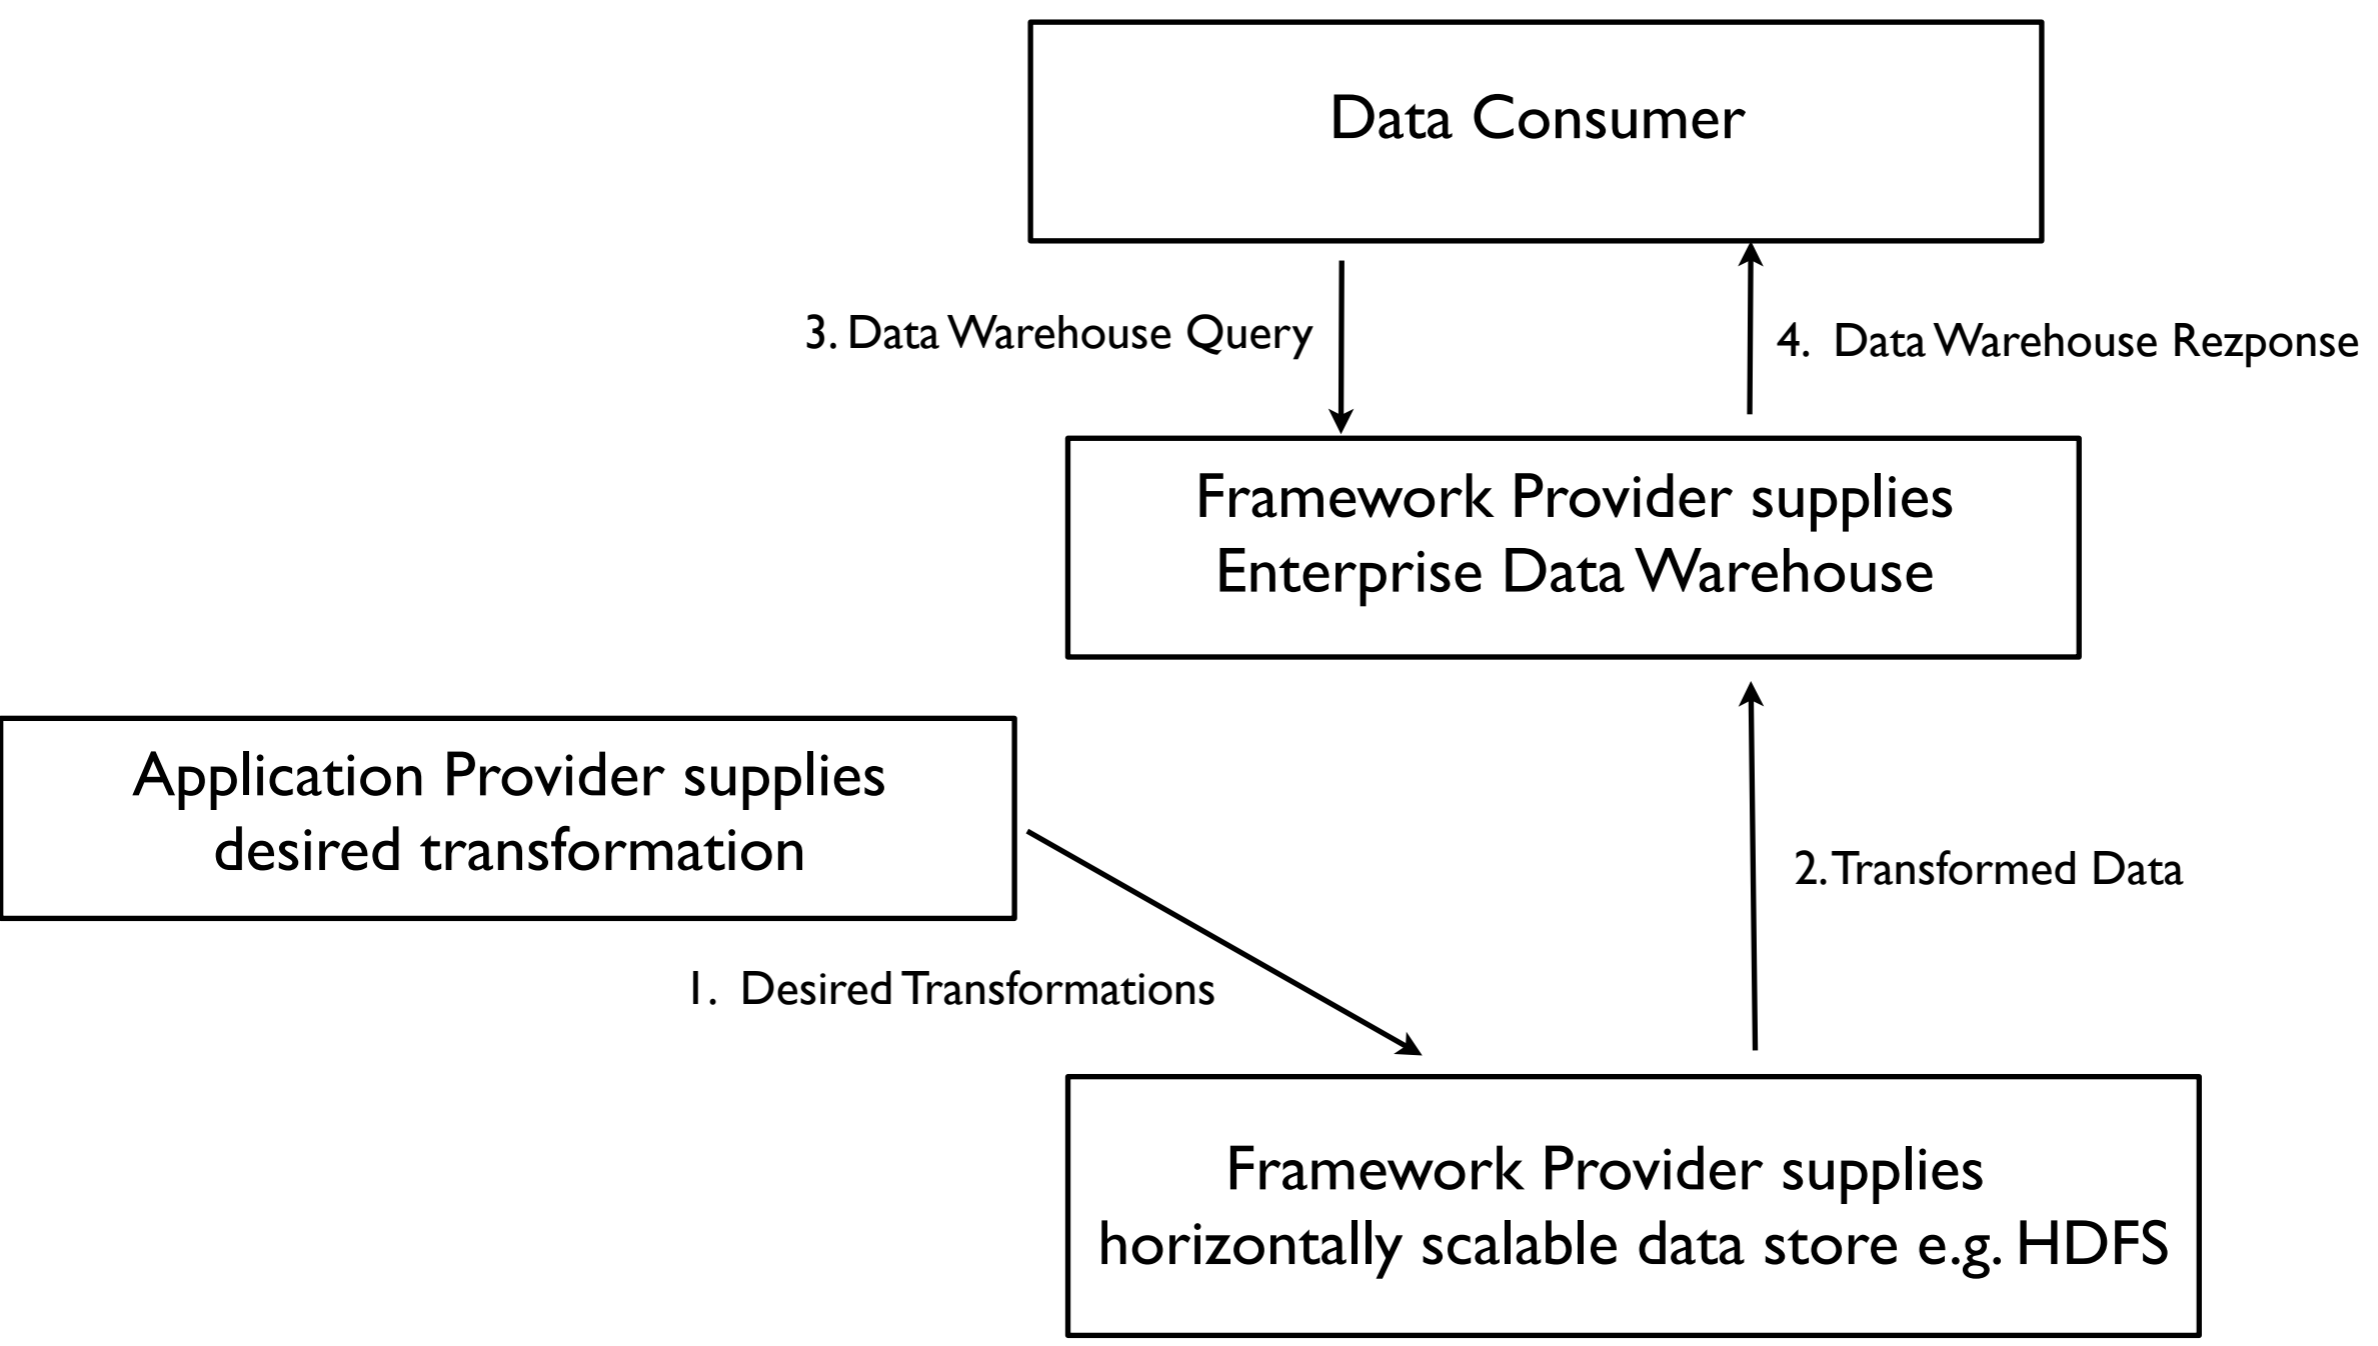 Data Consumer
3. Data Warehouse Query
4. Data Warehouse Rezponse
Framework Provider supplies
Enterprise Data Warehouse
Application Provider supplies
desired transformation
2. Transformed Data
1. Desired Transformations
Framework Provider supplies
horizontally scalable data store e.g. HDFS